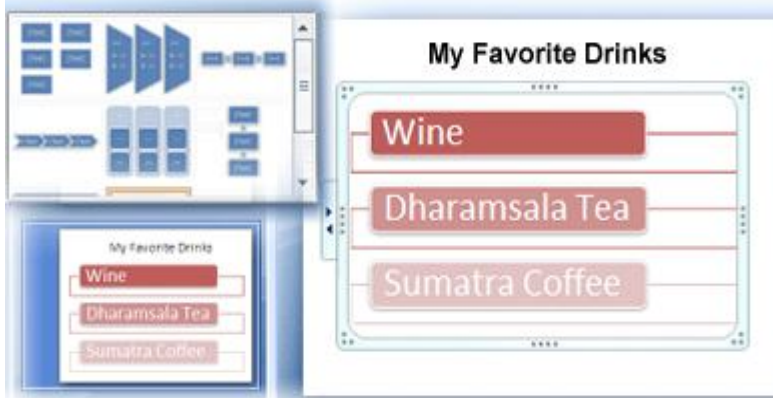 My Favorite Drinks
Wine
Dharamsala Tea
Sumatra Coffee
My Favorite Drinks
Wine
Dharamsala Tea
Sumatra Coffee